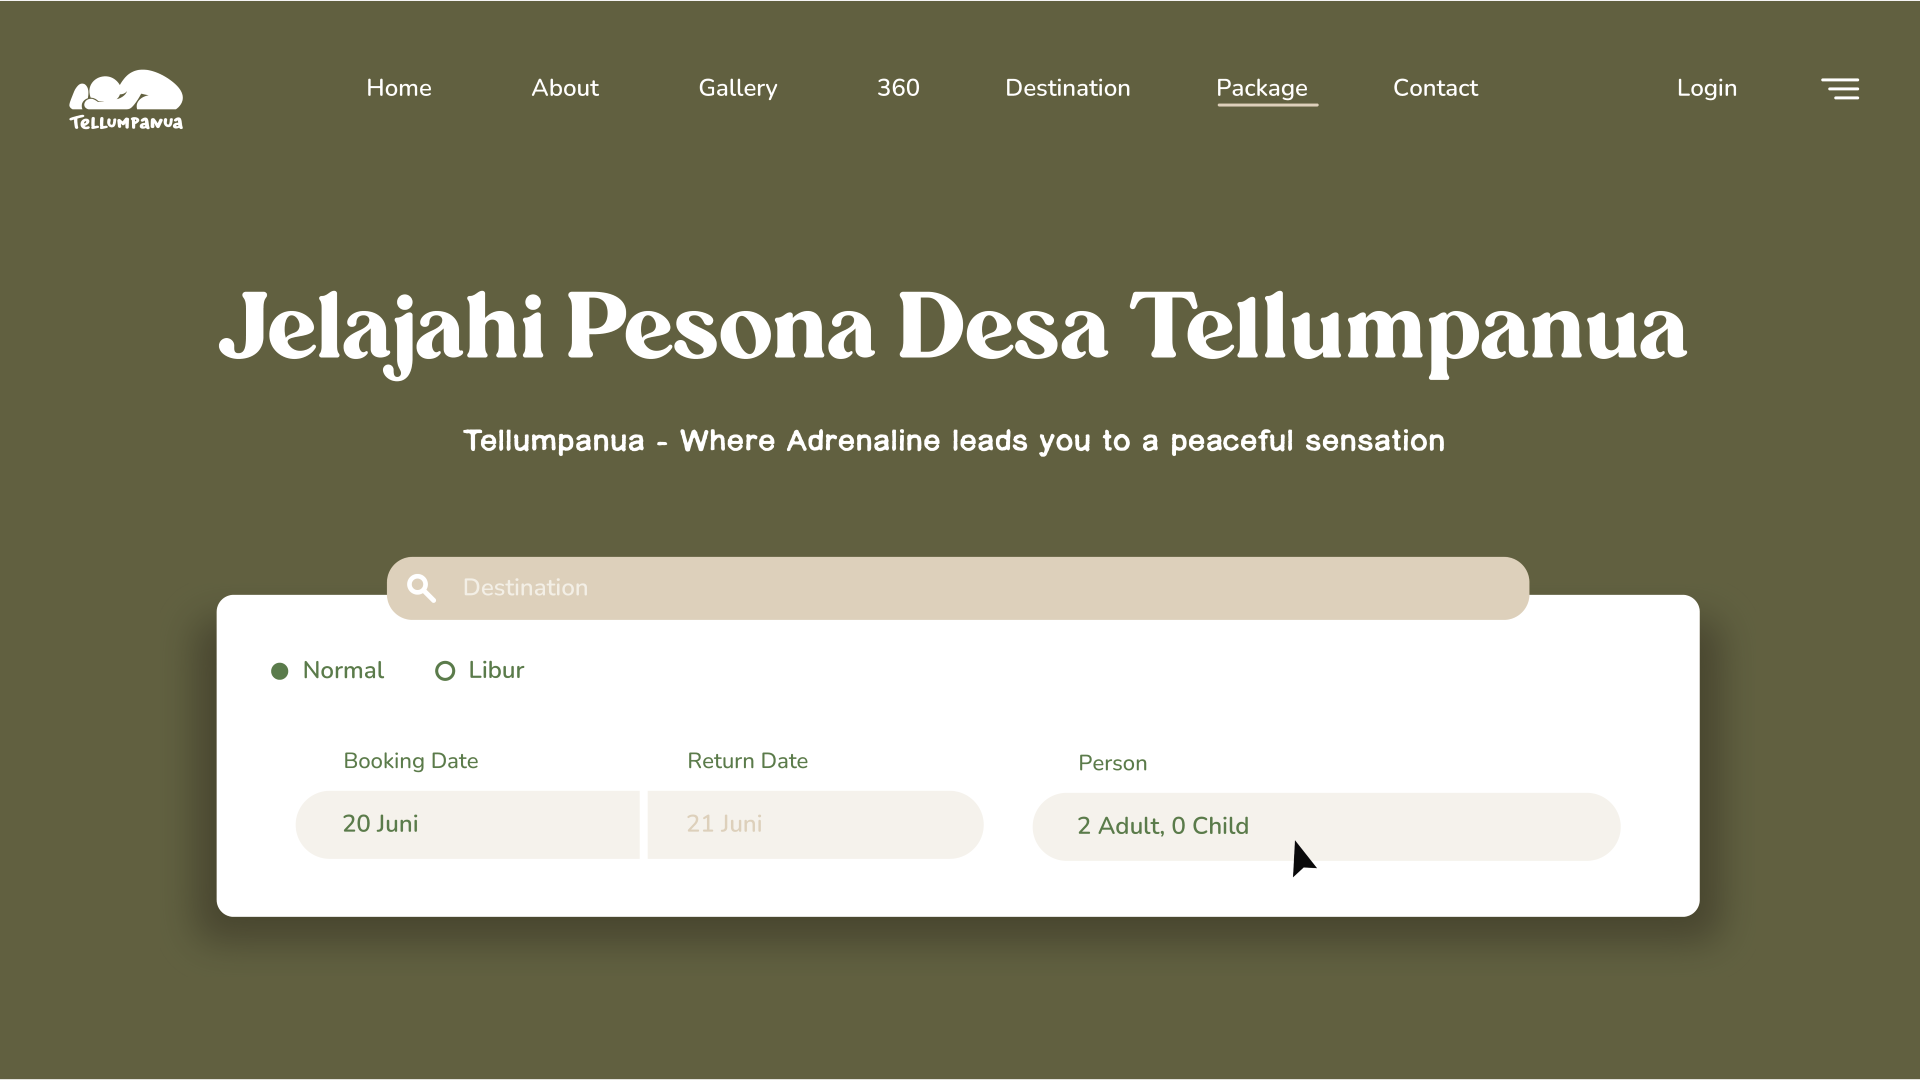 TELLUMPANUA
Home About Gallery 360 Destination Package Contact Login
Jelajahi Pesona Desa Tellumpanua
Tellumpanua - Where Adrenaline leads you to a peaceful sensation
Destination
Normal Libur
Booking Date Return Date Person
20 Juni 21 Juni 2 Adult, 0 Child